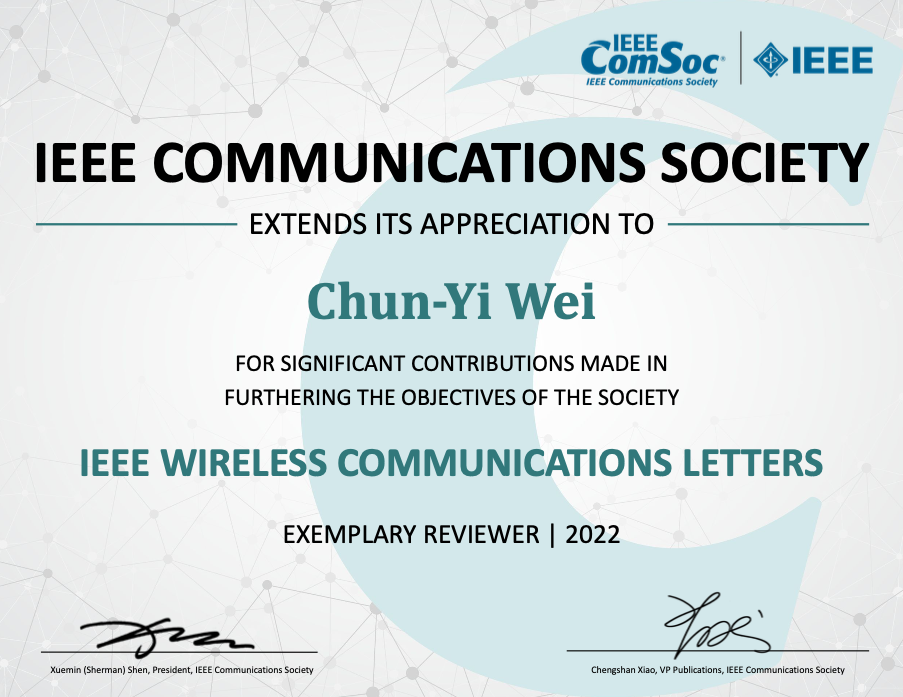 IEEE
ComSoc®
IEEE Communications Society
IEEE
IEEE COMMUNICATIONS SOCIETY
EXTENDS ITS APPRECIATION TO
Chun-Yi Wei
FOR SIGNIFICANT CONTRIBUTIONS MADE IN
FURTHERING THE OBJECTIVES OF THE SOCIETY
IEEE WIRELESS COMMUNICATIONS LETTERS
EXEMPLARY REVIEWER | 2022
Xuemin (Sherman) Shen, President, IEEE Communications Society
Chengshan Xiao, VP Publications, IEEE Communications Society